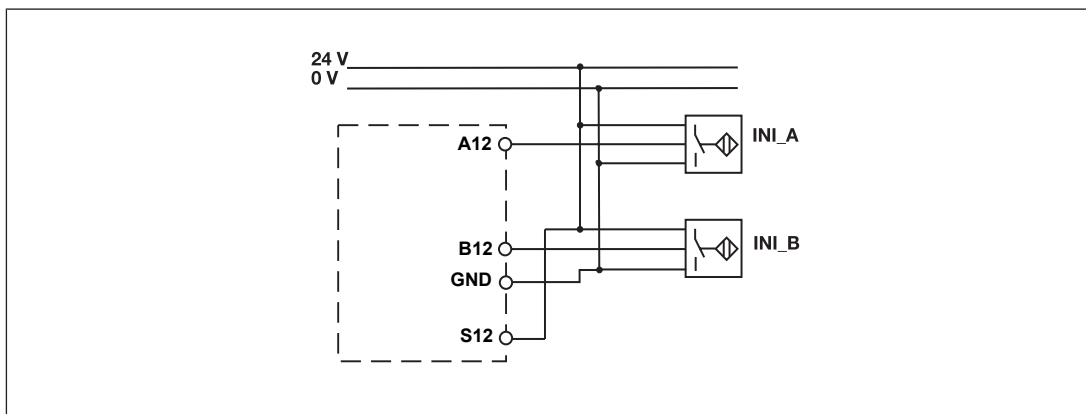 24 V
0 V
A12
INI_A
B12
INI_B
GND
S12